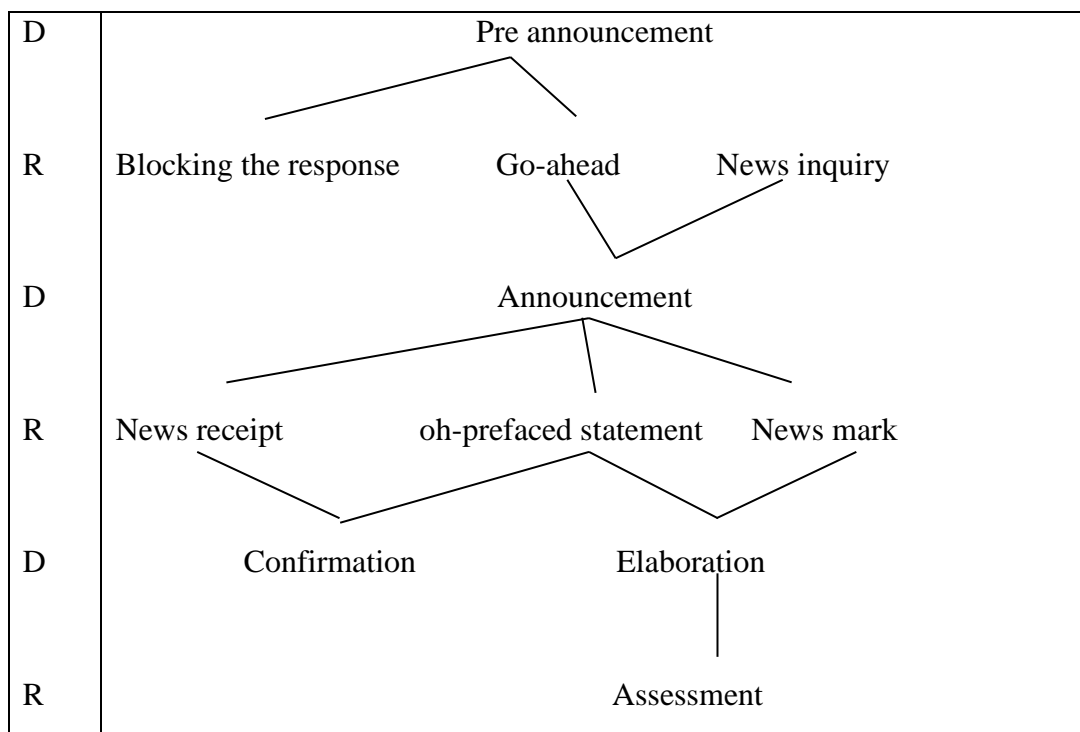 D Pre announcement
R Blocking the response Go-ahead News inquiry
D Announcement
R News receipt oh-prefaced statement News mark
D Confirmation Elaboration
R Assessment